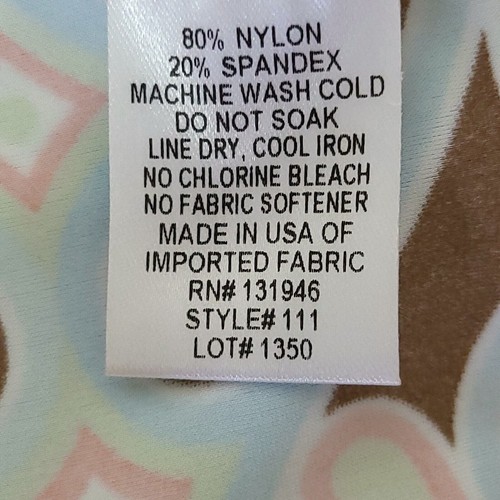 80% NYLON
20% SPANDEX
MACHINE WASH COLD
DO NOT SOAK
LINE DRY, COOL IRON
NO CHLORINE BLEACH
NO FABRIC SOFTENER
MADE IN USA OF
IMPORTED FABRIC
RN# 131946
STYLE# 111
LOT# 1350